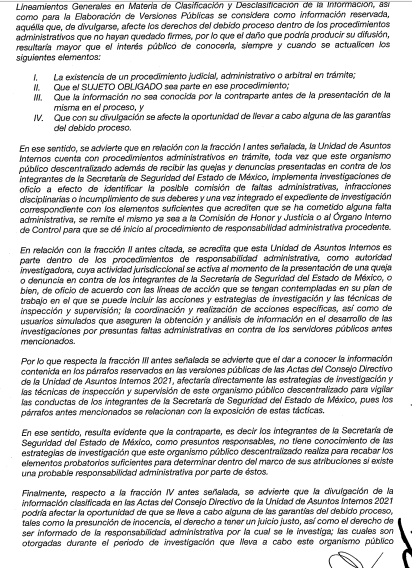 Lineamientos Generales en Materia de Clasificación y Desclasificación de la Información, así
como para la Elaboración de Versiones Públicas se considera como información reservada,
aquélla que, de divulgarse, afecte los derechos del debido proceso dentro de los procedimientos
administrativos que no hayan quedado firmes, por lo que el daño que podría producir su difusión,
resultaría mayor que el interés público de conocerla, siempre y cuando se actualicen los
siguientes elementos:
I. La existencia de un procedimiento judicial, administrativo o arbitral en trámite;
II. Que el SUJETO OBLIGADO sea parte en ese procedimiento;
III. Que la información no sea conocida por la contraparte antes de la presentación de la
misma en el proceso, y
IV. Que con su divulgación se afecte la oportunidad de llevar a cabo alguna de las garantías
del debido proceso.
En ese sentido, se advierte que en relación con la fracción I antes señalada, la Unidad de Asuntos
Internos cuenta con procedimientos administrativos en trámite, toda vez que este organismo
público descentralizado además de recibir las quejas y denuncias presentadas en contra de los
integrantes de la Secretaría de Seguridad del Estado de México, implementa investigaciones de
oficio a efecto de identificar la posible comisión de faltas administrativas, infracciones
disciplinarias o incumplimiento de sus deberes y una vez integrado el expediente de investigación
correspondiente con los elementos suficientes que acrediten que se ha cometido alguna falta
administrativa, se remite el mismo ya sea a la Comisión de Honor y Justicia o al Órgano Interno
de Control para que se dé inicio al procedimiento de responsabilidad administrativa procedente.
En relación con la fracción II antes citada, se acredita que esta Unidad de Asuntos Internos es
parte dentro de los procedimientos de responsabilidad administrativa, como autoridad
investigadora, cuya actividad jurisdiccional se activa al momento de la presentación de una queja
o denuncia en contra de los integrantes de la Secretaría de Seguridad del Estado de México, o
bien, de oficio de acuerdo con las líneas de acción que se tengan contempladas en su plan de
trabajo en el que se puede incluir las acciones y estrategias de investigación y las técnicas de
inspección y supervisión; la coordinación y realización de acciones específicas, así como de
usuarios simulados que aseguren la obtención y análisis de información en el desarrollo de las
investigaciones por presuntas faltas administrativas en contra de los servidores públicos antes
mencionados.
Por lo que respecta la fracción III antes señalada se advierte que el dar a conocer la información
contenida en los párrafos reservados en las versiones públicas de las Actas del Consejo Directivo
de la Unidad de Asuntos Internos 2021, afectaría directamente las estrategias de investigación y
las técnicas de inspección y supervisión de este organismo público descentralizado para vigilar
las conductas de los integrantes de la Secretaría de Seguridad del Estado de México, pues los
párrafos antes mencionados se relacionan con la exposición de estas tácticas.
En ese sentido, resulta evidente que la contraparte, es decir los integrantes de la Secretaría de
Seguridad del Estado de México, como presuntos responsables, no tiene conocimiento de las
estrategias de investigación que este organismo público descentralizado realiza para recabar los
elementos probatorios suficientes para determinar dentro del marco de sus atribuciones si existe
una probable responsabilidad administrativa por parte de éstos.
Finalmente, respecto a la fracción IV antes señalada, se advierte que la divulgación de la
información clasificada en las Actas del Consejo Directivo de la Unidad de Asuntos Internos 2021
podría afectar la oportunidad de que se lleve a cabo alguna de las garantías del debido proceso,
tales como la presunción de inocencia, el derecho a tener un juicio justo, así como el derecho de
ser informado de la responsabilidad administrativa por la cual se le investiga; las cuales son
otorgadas durante el periodo de investigación que lleva a cabo este organismo público